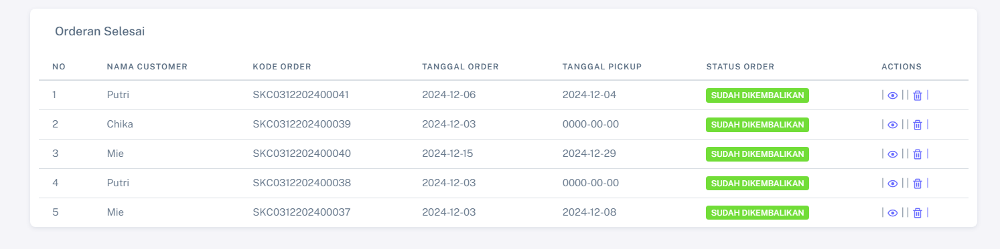 Orderan Selesai
NO NAMA CUSTOMER KODE ORDER TANGGAL ORDER TANGGAL PICKUP STATUS ORDER ACTIONS
1 Putri SKC0312202400041 2024-12-06 2024-12-04 SUDAH DIKEMBALIKAN | | | |
2 Chika SKC0312202400039 2024-12-03 0000-00-00 SUDAH DIKEMBALIKAN | | | |
3 Mie SKC0312202400040 2024-12-15 2024-12-29 SUDAH DIKEMBALIKAN | | | |
4 Putri SKC0312202400038 2024-12-03 0000-00-00 SUDAH DIKEMBALIKAN | | | |
5 Mie SKC0312202400037 2024-12-03 2024-12-08 SUDAH DIKEMBALIKAN | | | |